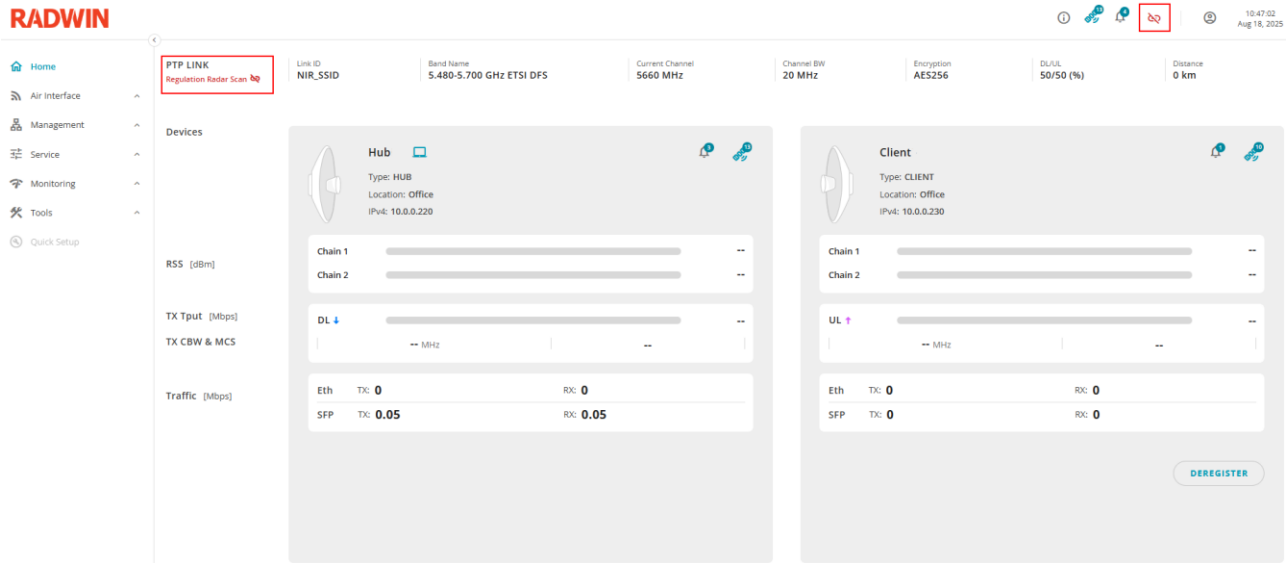 RADWIN
13
4
10:47:02
Aug 18, 2025
Home
Air Interface
Management
Service
Monitoring
Tools
Quick Setup
PTP LINK
Regulation Radar Scan
Link ID
NIR_SSID
Band Name
5.480-5.700 GHz ETSI DFS
Current Channel
5660 MHz
Channel BW
20 MHz
Encryption
AES256
DL/UL
50/50 (%)
Distance
0 km
Devices
RSS [dBm]
TX Tput [Mbps]
TX CBW & MCS
Traffic [Mbps]
Hub
3
13
Type: HUB
Location: Office
IPv4: 10.0.0.220
Chain 1 --
Chain 2 --
DL --
-- MHz --
Eth TX: 0 RX: 0
SFP TX: 0.05 RX: 0.05
Client
1
10
Type: CLIENT
Location: Office
IPv4: 10.0.0.230
Chain 1 --
Chain 2 --
UL --
-- MHz --
Eth TX: 0 RX: 0
SFP TX: 0 RX: 0
DEREGISTER